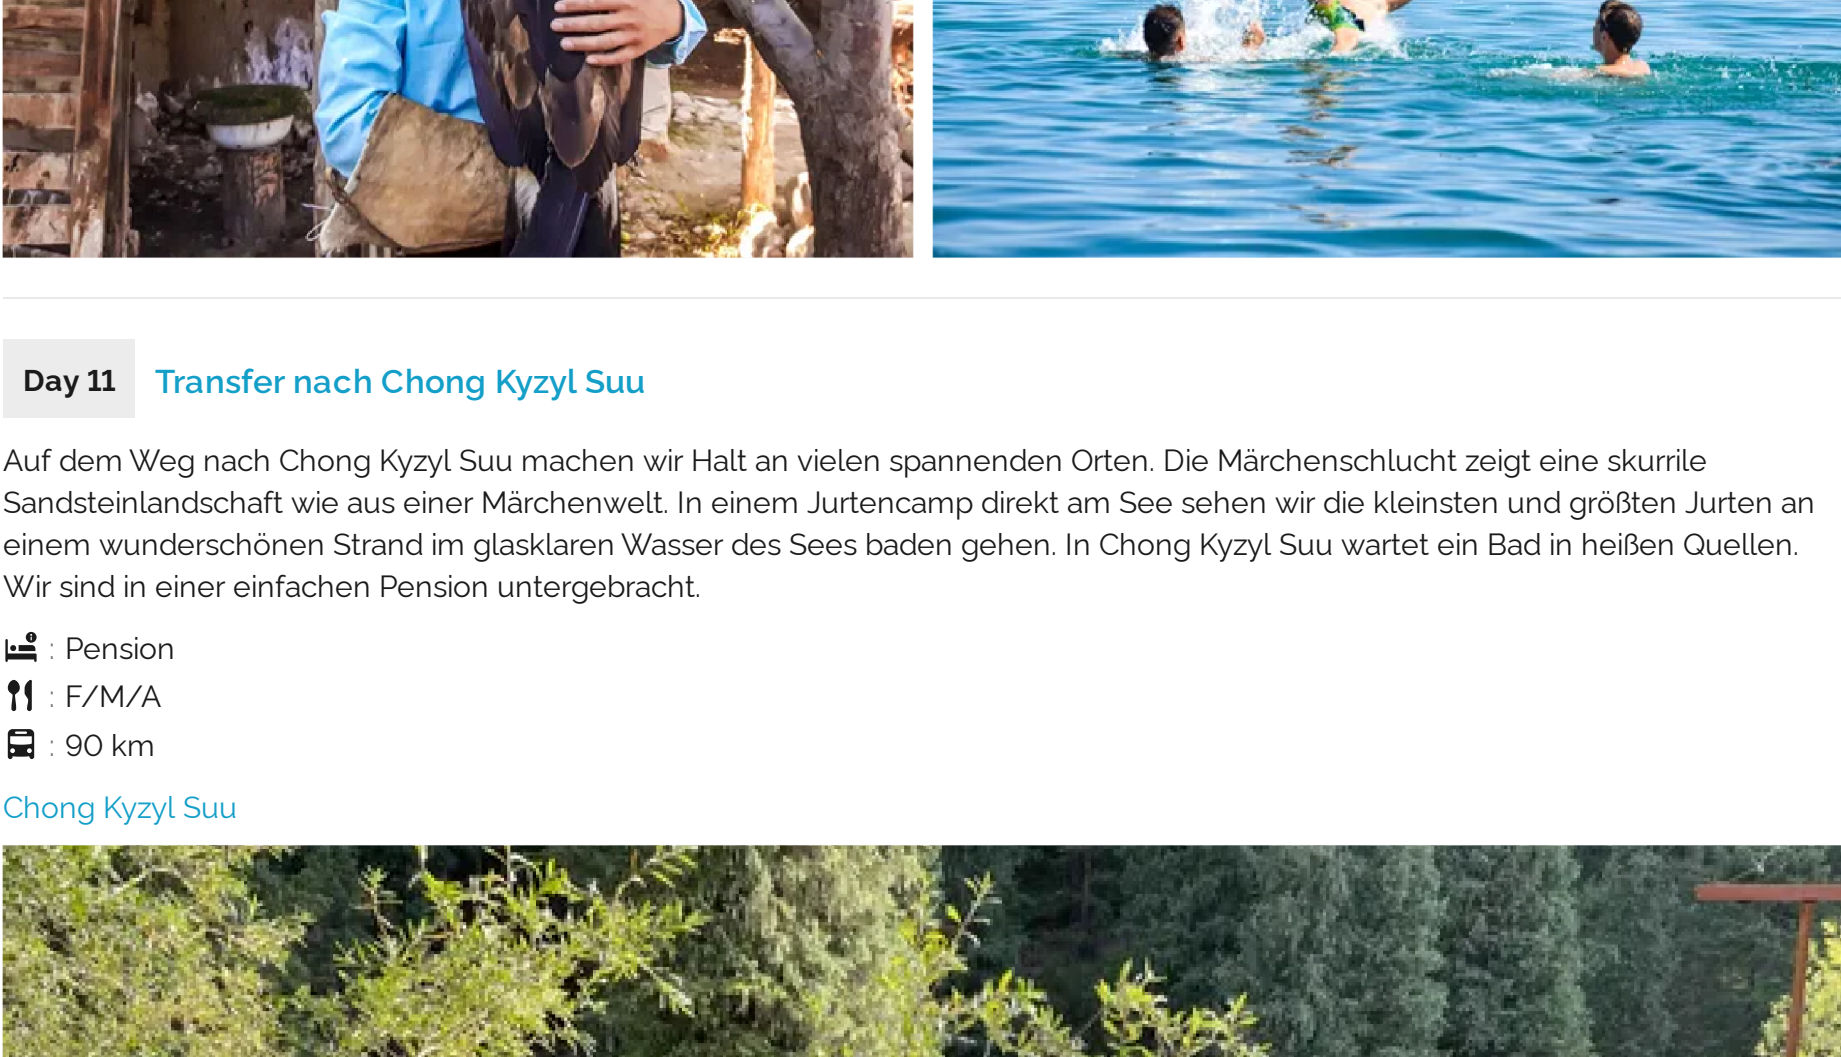 Day 11
Transfer nach Chong Kyzyl Suu
Auf dem Weg nach Chong Kyzyl Suu machen wir Halt an vielen spannenden Orten. Die Märchenschlucht zeigt eine skurrile
Sandsteinlandschaft wie aus einer Märchenwelt. In einem Jurtencamp direkt am See sehen wir die kleinsten und größten Jurten an
einem wunderschönen Strand im glasklaren Wasser des Sees baden gehen. In Chong Kyzyl Suu wartet ein Bad in heißen Quellen.
Wir sind in einer einfachen Pension untergebracht.
: Pension
: F/M/A
: 90 km
Chong Kyzyl Suu